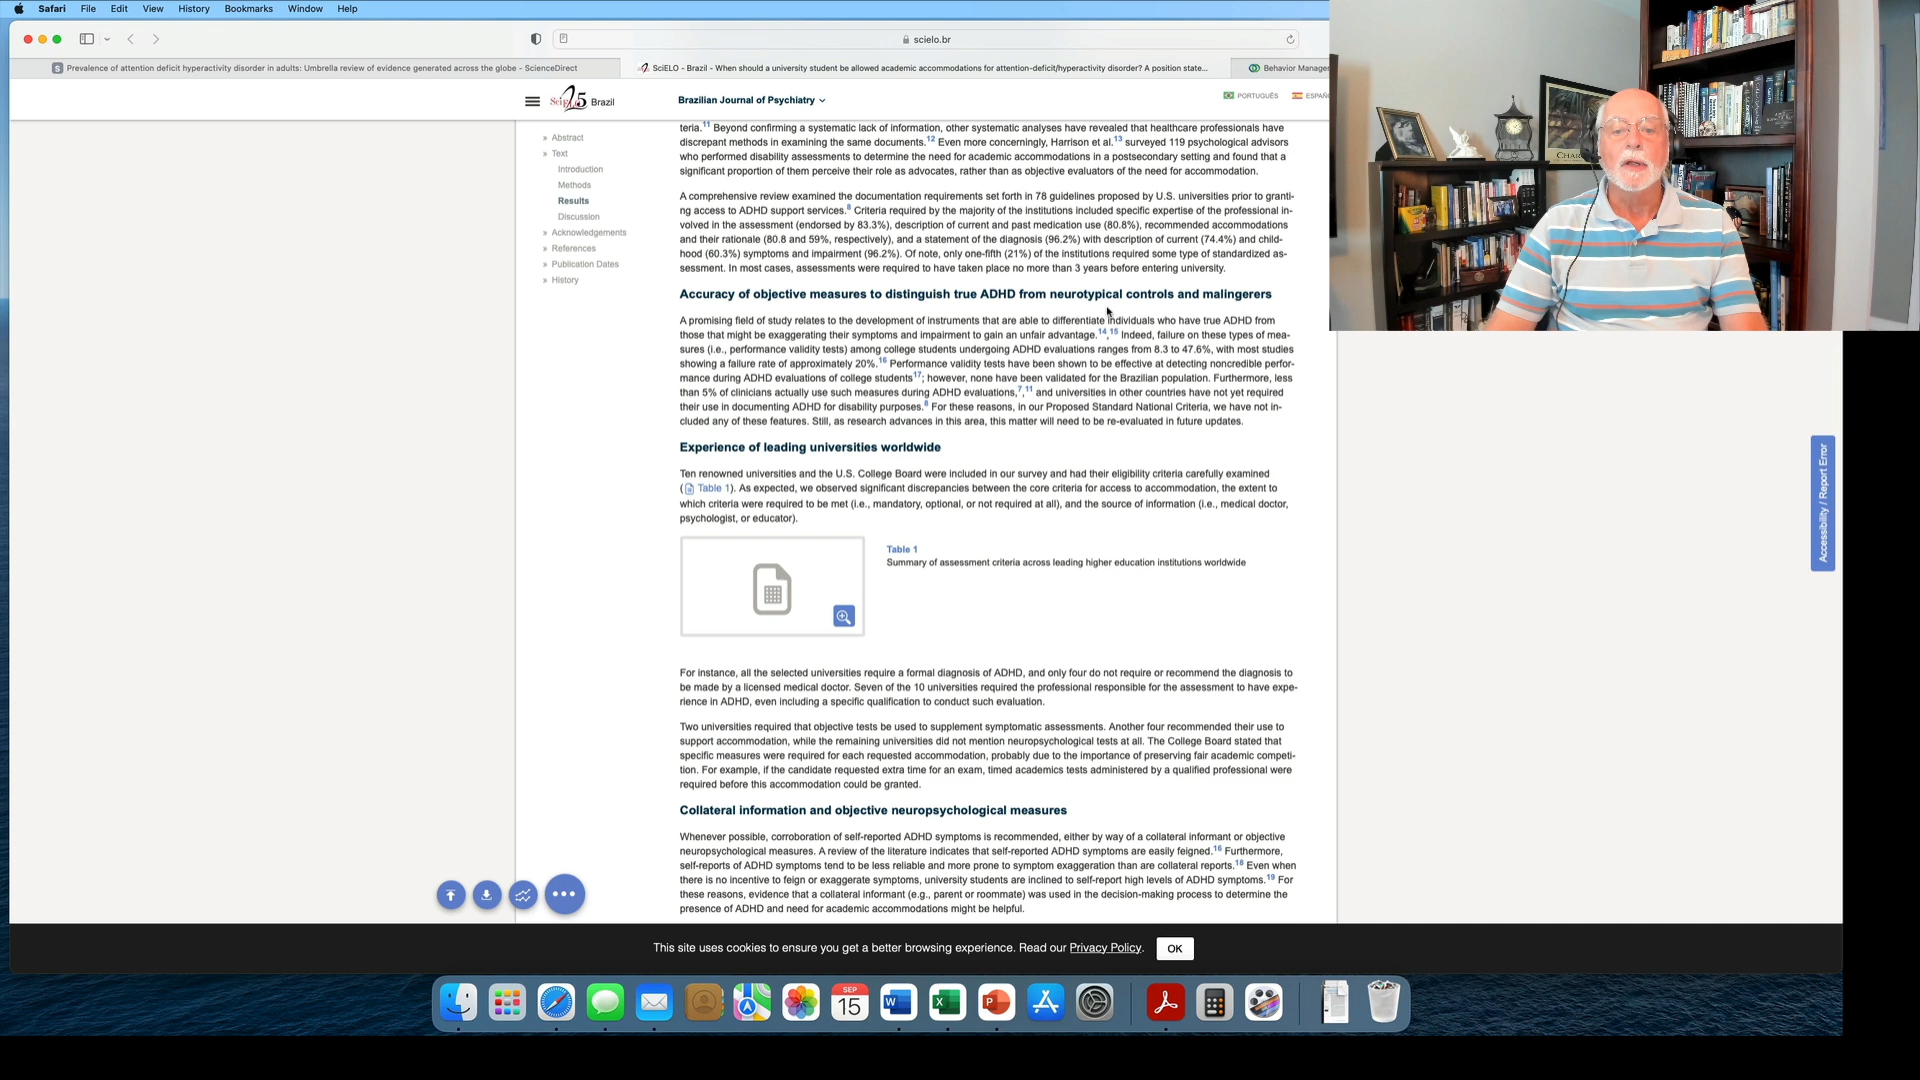 Safari File Edit View History Bookmarks Window Help
scielo.br
Prevalence of attention deficit hyperactivity disorder in adults: Umbrella review of evidence generated across the globe - ScienceDirect
SciELO - Brazil - When should a university student be allowed academic accommodations for attention-deficit/hyperactivity disorder? A position state...
Behavior Manager
SciELO 25 Brazil
Brazilian Journal of Psychiatry
PORTUGUÊS
ESPAÑ
» Abstract
» Text
Introduction
Methods
Results
Discussion
» Acknowledgements
» References
» Publication Dates
» History
teria.11 Beyond confirming a systematic lack of information, other systematic analyses have revealed that healthcare professionals have
discrepant methods in examining the same documents.12 Even more concerningly, Harrison et al.13 surveyed 119 psychological advisors
who performed disability assessments to determine the need for academic accommodations in a postsecondary setting and found that a
significant proportion of them perceive their role as advocates, rather than as objective evaluators of the need for accommodation.
A comprehensive review examined the documentation requirements set forth in 78 guidelines proposed by U.S. universities prior to granti-
ng access to ADHD support services.8 Criteria required by the majority of the institutions included specific expertise of the professional in-
volved in the assessment (endorsed by 83.3%), description of current and past medication use (80.8%), recommended accommodations
and their rationale (80.8 and 59%, respectively), and a statement of the diagnosis (96.2%) with description of current (74.4%) and child-
hood (60.3%) symptoms and impairment (96.2%). Of note, only one-fifth (21%) of the institutions required some type of standardized as-
sessment. In most cases, assessments were required to have taken place no more than 3 years before entering university.
Accuracy of objective measures to distinguish true ADHD from neurotypical controls and malingerers
A promising field of study relates to the development of instruments that are able to differentiate individuals who have true ADHD from
those that might be exaggerating their symptoms and impairment to gain an unfair advantage.14,15 Indeed, failure on these types of mea-
sures (i.e., performance validity tests) among college students undergoing ADHD evaluations ranges from 8.3 to 47.6%, with most studies
showing a failure rate of approximately 20%.16 Performance validity tests have been shown to be effective at detecting noncredible perfor-
mance during ADHD evaluations of college students17; however, none have been validated for the Brazilian population. Furthermore, less
than 5% of clinicians actually use such measures during ADHD evaluations,7,11 and universities in other countries have not yet required
their use in documenting ADHD for disability purposes.8 For these reasons, in our Proposed Standard National Criteria, we have not in-
cluded any of these features. Still, as research advances in this area, this matter will need to be re-evaluated in future updates.
Experience of leading universities worldwide
Ten renowned universities and the U.S. College Board were included in our survey and had their eligibility criteria carefully examined
( Table 1). As expected, we observed significant discrepancies between the core criteria for access to accommodation, the extent to
which criteria were required to be met (i.e., mandatory, optional, or not required at all), and the source of information (i.e., medical doctor,
psychologist, or educator).
Table 1
Summary of assessment criteria across leading higher education institutions worldwide
For instance, all the selected universities require a formal diagnosis of ADHD, and only four do not require or recommend the diagnosis to
be made by a licensed medical doctor. Seven of the 10 universities required the professional responsible for the assessment to have expe-
rience in ADHD, even including a specific qualification to conduct such evaluation.
Two universities required that objective tests be used to supplement symptomatic assessments. Another four recommended their use to
support accommodation, while the remaining universities did not mention neuropsychological tests at all. The College Board stated that
specific measures were required for each requested accommodation, probably due to the importance of preserving fair academic competi-
tion. For example, if the candidate requested extra time for an exam, timed academics tests administered by a qualified professional were
required before this accommodation could be granted.
Collateral information and objective neuropsychological measures
Whenever possible, corroboration of self-reported ADHD symptoms is recommended, either by way of a collateral informant or objective
neuropsychological measures. A review of the literature indicates that self-reported ADHD symptoms are easily feigned.16 Furthermore,
self-reports of ADHD symptoms tend to be less reliable and more prone to symptom exaggeration than are collateral reports.18 Even when
there is no incentive to feign or exaggerate symptoms, university students are inclined to self-report high levels of ADHD symptoms.19 For
these reasons, evidence that a collateral informant (e.g., parent or roommate) was used in the decision-making process to determine the
presence of ADHD and need for academic accommodations might be helpful.
Accessibility / Report Error
This site uses cookies to ensure you get a better browsing experience. Read our Privacy Policy.
OK
SEP
15